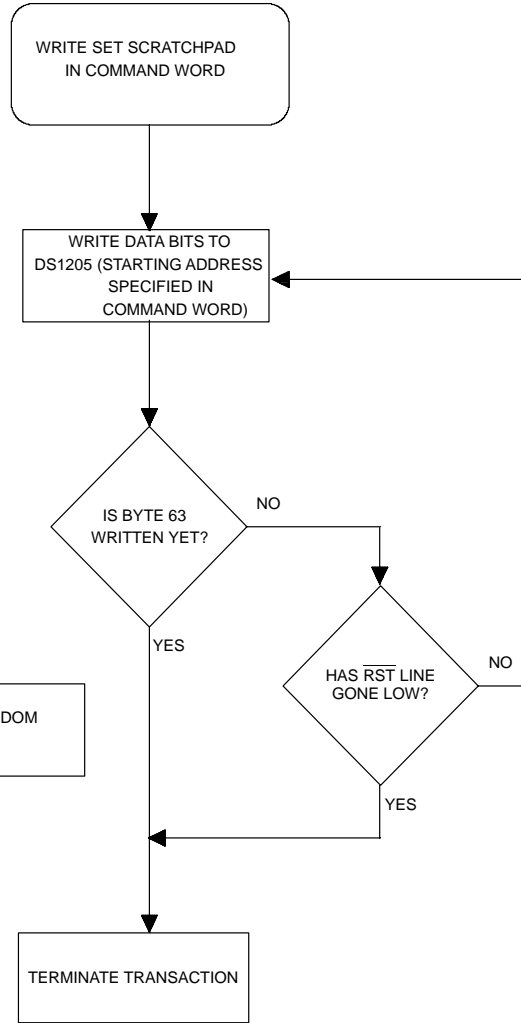 WRITE SET SCRATCHPAD
IN COMMAND WORD
WRITE DATA BITS TO
DS1205 (STARTING ADDRESS
SPECIFIED IN
COMMAND WORD)
IS BYTE 63
WRITTEN YET?
NO
YES
HAS R̅S̅T̅ LINE
GONE LOW?
NO
YES
DOM
TERMINATE TRANSACTION